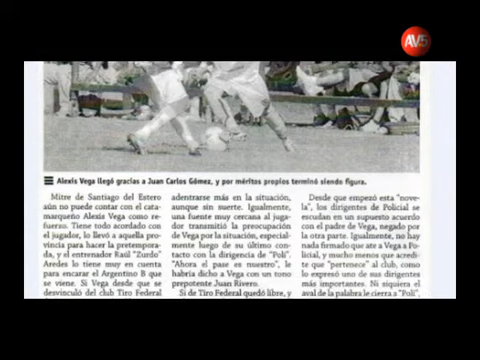 AV5
Alexis Vega llegó gracias a Juan Carlos Gómez, y por méritos propios terminó siendo figura.
Mitre de Santiago del Estero
aún no puede contar con el cata-
marqueño Alexis Vega como re-
fuerzo. Tiene todo acordado con
el jugador, lo llevó a aquella pro-
vincia para hacer la pretempora-
da, y el entrenador Raúl "Zurdo"
Aredes lo tiene muy en cuenta
para encarar el Argentino B que
se viene. Si Vega desde que se
desvinculó del club Tiro Federal
adentrarse más en la situación,
aunque sin suerte. Igualmente,
una fuente muy cercana al juga-
dor transmitió la preocupación
de Vega por la situación, especial-
mente luego de su último con-
tacto con la dirigencia de "Poli".
"Ahora el pase es nuestro", le
habría dicho a Vega con un tono
prepotente Juan Rivero.
Si de Tiro Federal quedó libre, y
Desde que empezó esta "nove-
la", los dirigentes de Policial se
escudan en un supuesto acuerdo
con el padre de Vega, negado por
la otra parte. Igualmente, no hay
nada firmado que ate a Vega a Po-
licial, y mucho menos que acredi-
te que "pertenece" al club, como
lo expresó uno de sus dirigentes
más importantes. Ni siquiera el
aval de la palabra le cierra a "Poli",